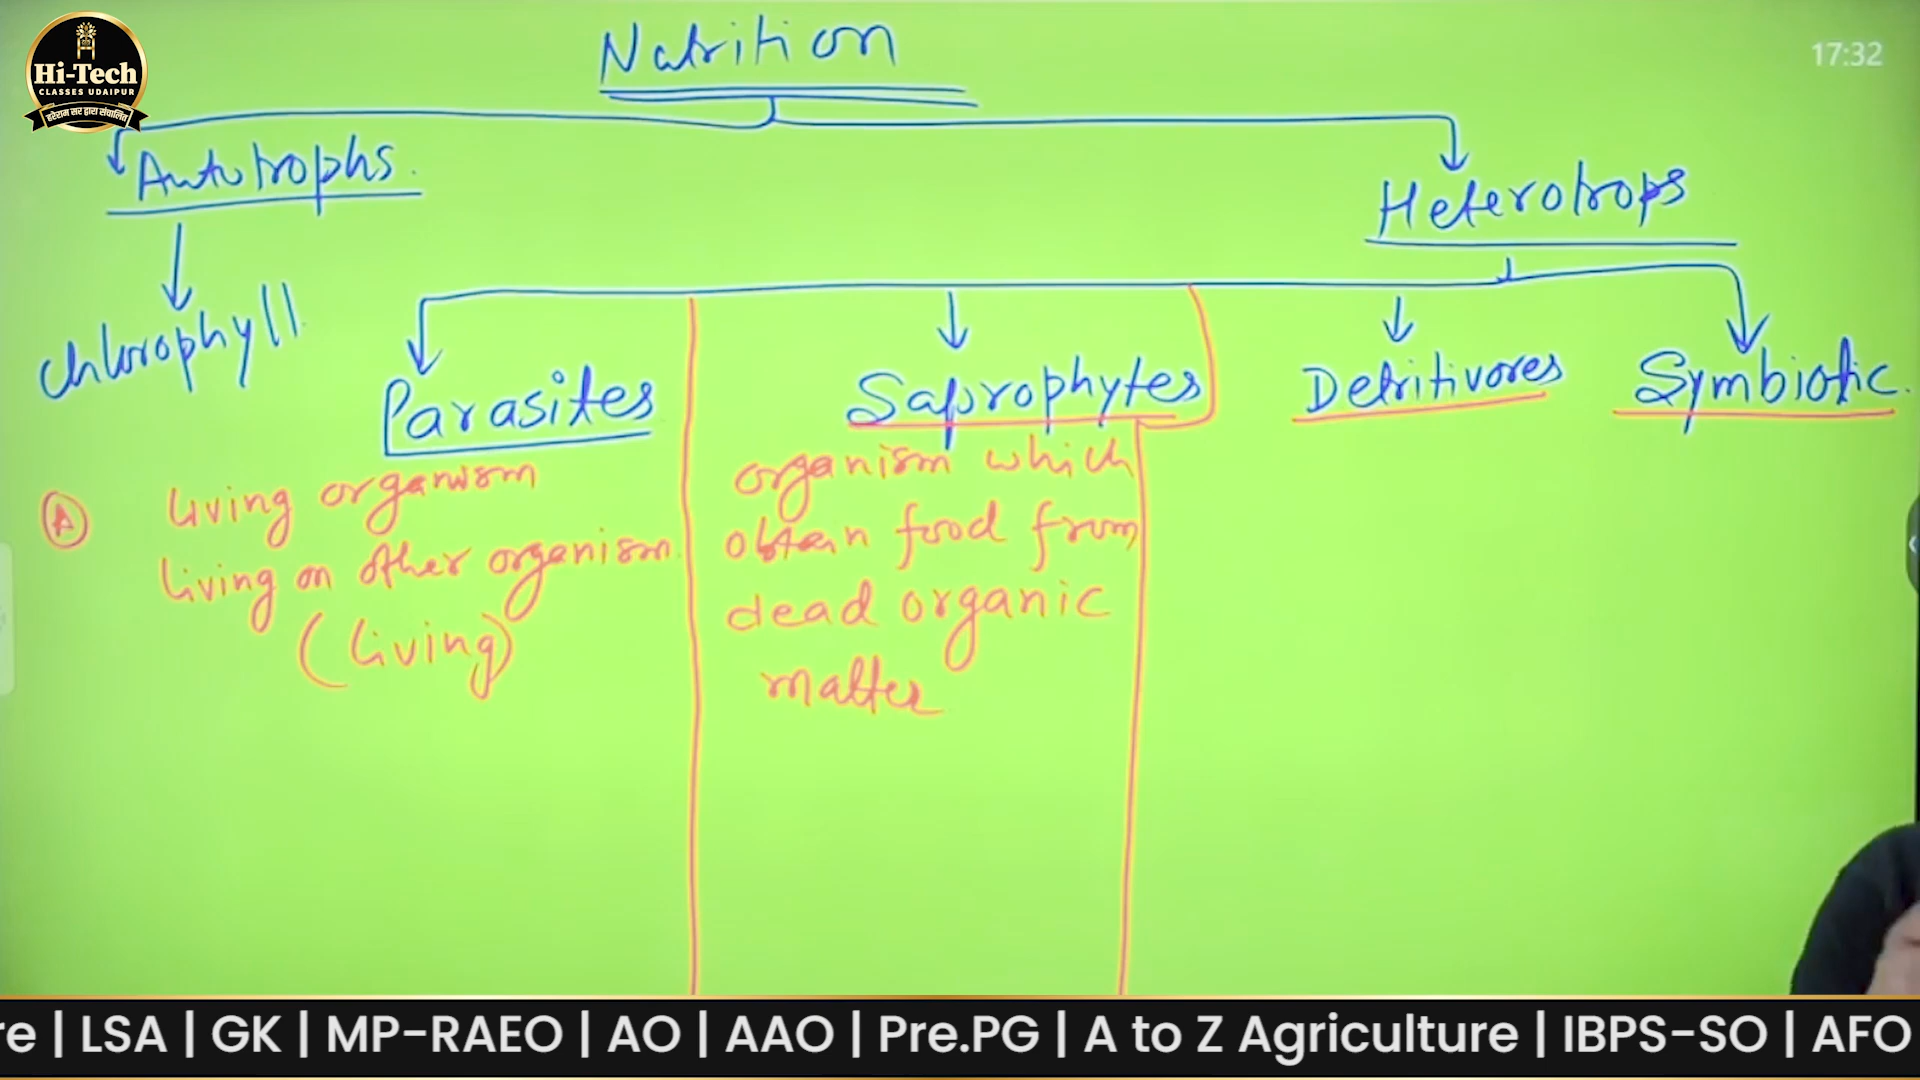 Nutrition
17:32
Hi-Tech
CLASSES UDAIPUR
हरेराम सर द्वारा संचालित
Autotrophs.
Heterotrops
Chlorophyll
Parasites
Saprophytes
Detritivores
Symbiotic.
A
living organism
living on other organism.
(living)
organism which
obtain food from
dead organic
matter
re | LSA | GK | MP-RAEO | AO | AAO | Pre.PG | A to Z Agriculture | IBPS-SO | AFO